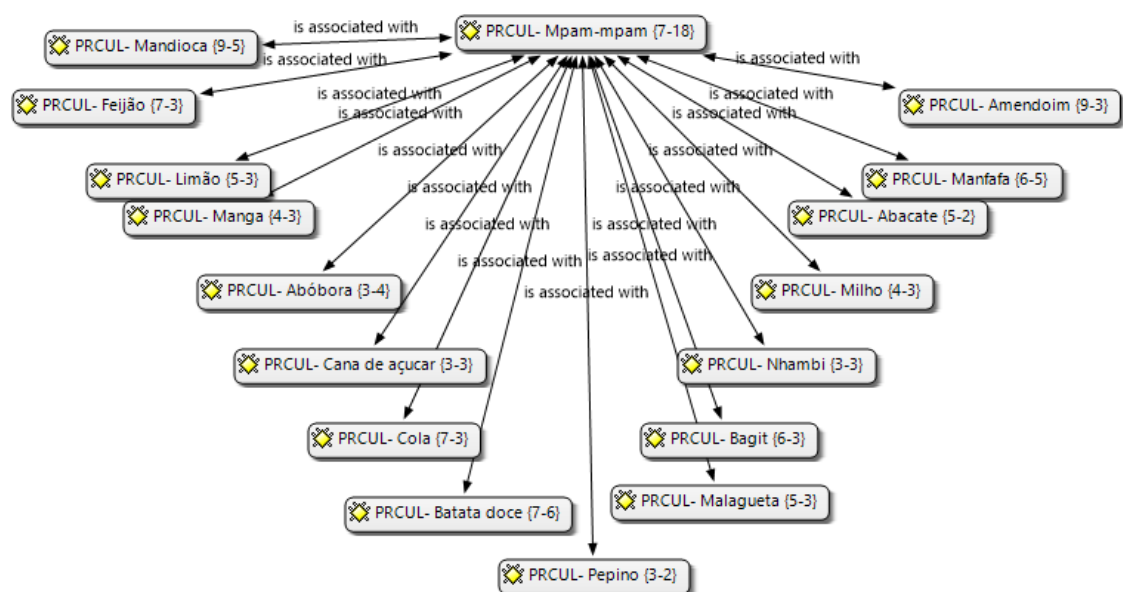 is associated with
PRCUL- Mpam-mpam {7-18}
PRCUL- Mandioca {9-5}
is associated with
is associated with
PRCUL- Feijão {7-3}
is associated with
PRCUL- Amendoim {9-3}
is associated with
is associated with
is associated with
is associated with
is associated with
is associated with
PRCUL- Limão {5-3}
PRCUL- Manfafa {6-5}
is associated with
is associated with
PRCUL- Manga {4-3}
PRCUL- Abacate {5-2}
is associated with
is associated with
is associated with
is associated with
PRCUL- Abóbora {3-4}
is associated with
PRCUL- Milho {4-3}
PRCUL- Cana de açucar {3-3}
PRCUL- Nhambi {3-3}
PRCUL- Cola {7-3}
PRCUL- Bagit {6-3}
PRCUL- Batata doce {7-6}
PRCUL- Malagueta {5-3}
PRCUL- Pepino {3-2}